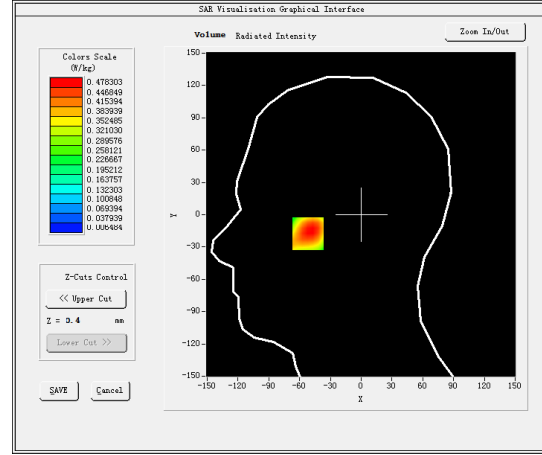 SAR Visualisation Graphical Interface
Volume Radiated Intensity
Zoom In/Out
Colors Scale
(W/kg)
0.478303
0.446849
0.415394
0.383939
0.352485
0.321030
0.289576
0.258121
0.226667
0.195212
0.163757
0.132303
0.100848
0.069394
0.037939
0.006484
Z-Cuts Control
<< Upper Cut
Z = 0.4 mm
Lower Cut >>
SAVE Cancel
150
120
90
60
30
0
-30
-60
-90
-120
-150
Y
-150 -120 -90 -60 -30 0 30 60 90 120 150
X